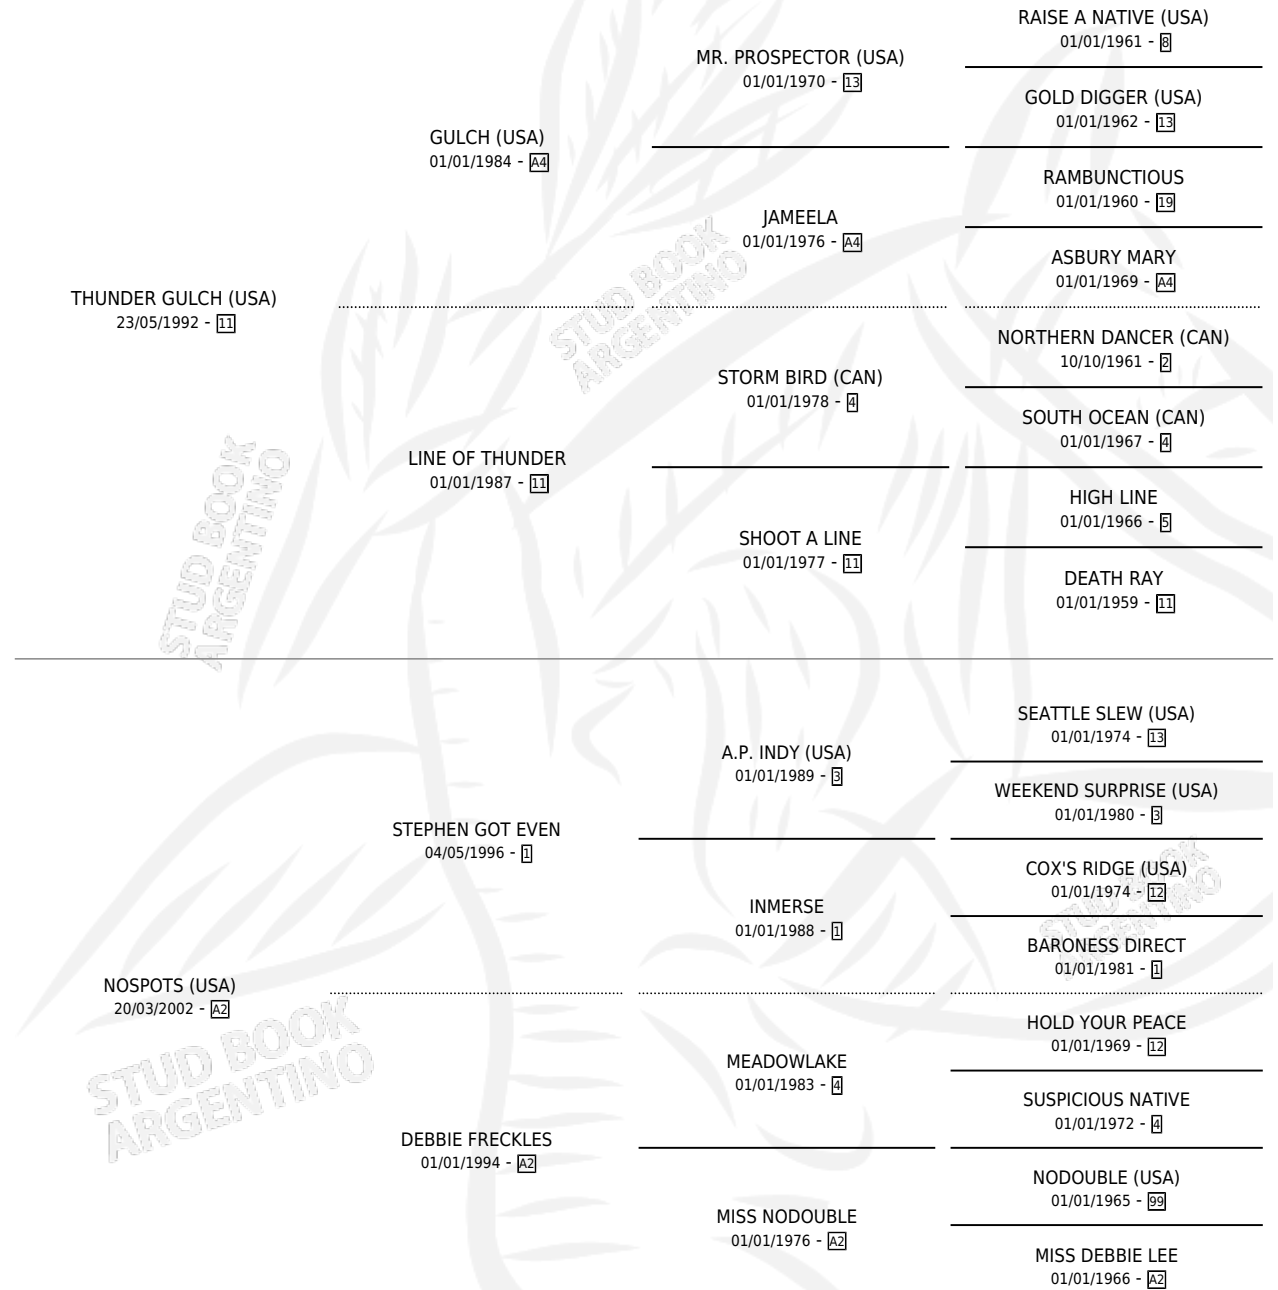 RAISE A NATIVE (USA)
01/01/1961 - 8
MR. PROSPECTOR (USA)
01/01/1970 - 13
GOLD DIGGER (USA)
01/01/1962 - 13
GULCH (USA)
01/01/1984 - A4
RAMBUNCTIOUS
01/01/1960 - 19
JAMEELA
01/01/1976 - A4
ASBURY MARY
01/01/1969 - A4
THUNDER GULCH (USA)
23/05/1992 - 11
NORTHERN DANCER (CAN)
10/10/1961 - 2
STORM BIRD (CAN)
01/01/1978 - 4
SOUTH OCEAN (CAN)
01/01/1967 - 4
LINE OF THUNDER
01/01/1987 - 11
HIGH LINE
01/01/1966 - 5
SHOOT A LINE
01/01/1977 - 11
DEATH RAY
01/01/1959 - 11
SEATTLE SLEW (USA)
01/01/1974 - 13
A.P. INDY (USA)
01/01/1989 - 3
WEEKEND SURPRISE (USA)
01/01/1980 - 3
STEPHEN GOT EVEN
04/05/1996 - 1
COX'S RIDGE (USA)
01/01/1974 - 12
INMERSE
01/01/1988 - 1
BARONESS DIRECT
01/01/1981 - 1
NOSPOTS (USA)
20/03/2002 - A2
HOLD YOUR PEACE
01/01/1969 - 12
MEADOWLAKE
01/01/1983 - 4
SUSPICIOUS NATIVE
01/01/1972 - 4
DEBBIE FRECKLES
01/01/1994 - A2
NODOUBLE (USA)
01/01/1965 - 99
MISS NODOUBLE
01/01/1976 - A2
MISS DEBBIE LEE
01/01/1966 - A2
STUD BOOK
ARGENTINO
STUD BOOK
ARGENTINO
STUD BOOK
ARGENTINO
STUD BOOK
ARGENTINO